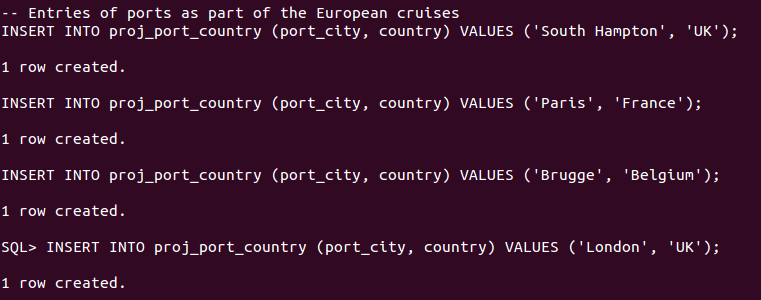 -- Entries of ports as part of the European cruises
INSERT INTO proj_port_country (port_city, country) VALUES ('South Hampton', 'UK');
1 row created.
INSERT INTO proj_port_country (port_city, country) VALUES ('Paris', 'France');
1 row created.
INSERT INTO proj_port_country (port_city, country) VALUES ('Brugge', 'Belgium');
1 row created.
SQL> INSERT INTO proj_port_country (port_city, country) VALUES ('London', 'UK');
1 row created.